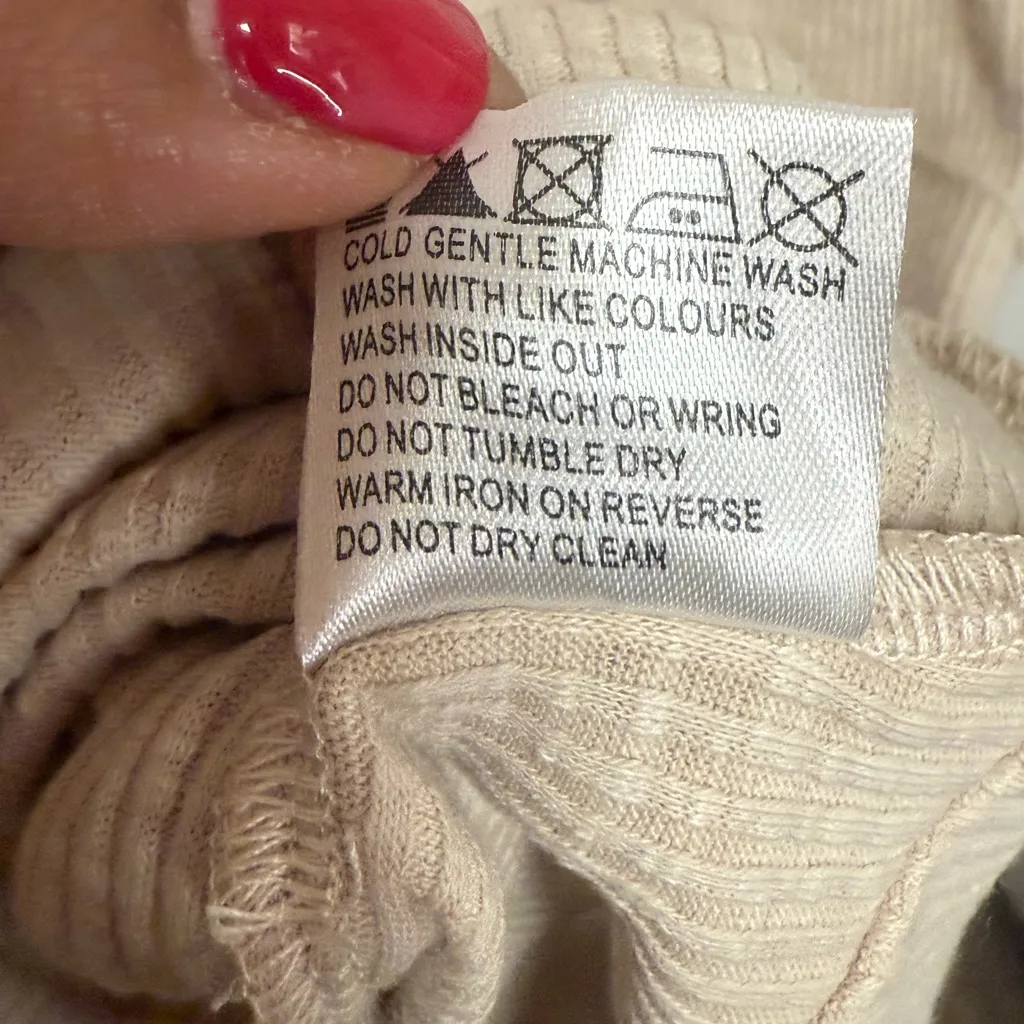 COLD GENTLE MACHINE WASH
WASH WITH LIKE COLOURS
WASH INSIDE OUT
DO NOT BLEACH OR WRING
DO NOT TUMBLE DRY
WARM IRON ON REVERSE
DO NOT DRY CLEAN